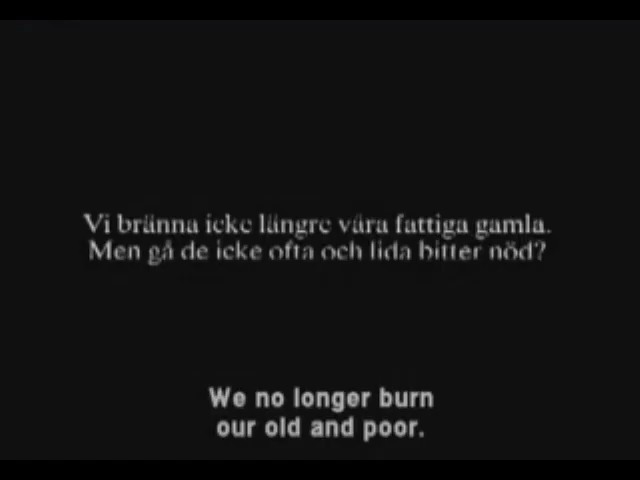 Vi bränna icke längre våra fattiga gamla.
Men gå de icke ofta och lida bitter nöd?
We no longer burn
our old and poor.